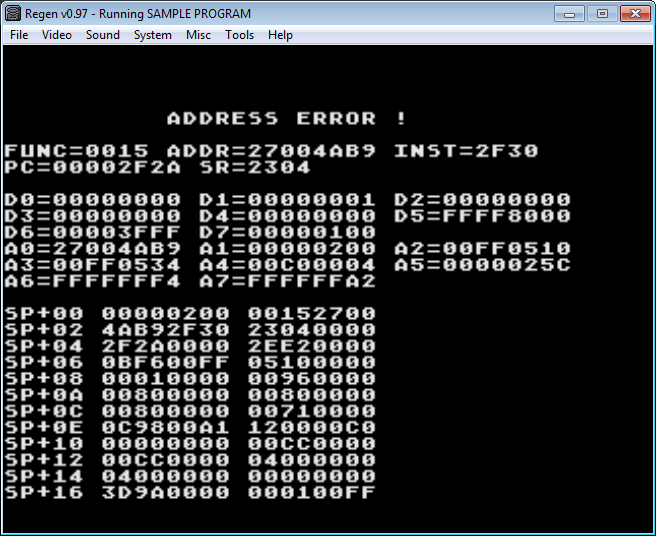 Regen v0.97 - Running SAMPLE PROGRAM
File Video Sound System Misc Tools Help
ADDRESS ERROR !
FUNC=0015 ADDR=27004AB9 INST=2F30
PC=00002F2A SR=2304
D0=00000000 D1=00000001 D2=00000000
D3=00000000 D4=00000000 D5=FFFF8000
D6=00003FFF D7=00000100
A0=27004AB9 A1=00000200 A2=00FF0510
A3=00FF0534 A4=00C00004 A5=0000025C
A6=FFFFFFF4 A7=FFFFFFA2
SP+00 00000200 00152700
SP+02 4AB92F30 23040000
SP+04 2F2A0000 2EE20000
SP+06 0BF600FF 05100000
SP+08 00010000 00960000
SP+0A 00800000 00800000
SP+0C 00800000 00710000
SP+0E 0C9800A1 120000C0
SP+10 00000000 00CC0000
SP+12 00CC0000 04000000
SP+14 04000000 00000000
SP+16 3D9A0000 000100FF